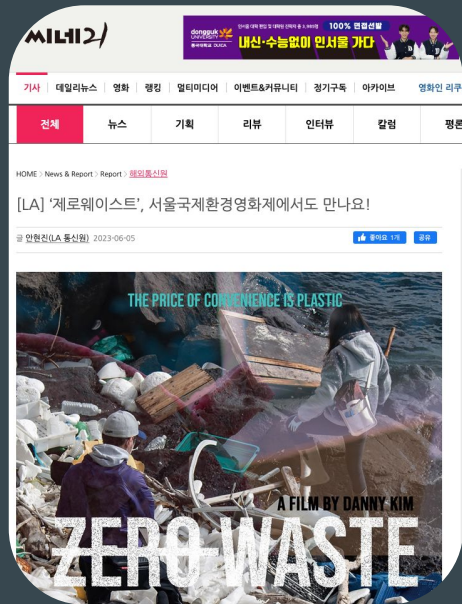 씨네21
dongguk UNIVERSITY
동국대학교 DUICA
100% 면접선발
내신·수능없이 인서울 가다
기사 데일리뉴스 영화 랭킹 멀티미디어 이벤트&커뮤니티 정기구독 아카이브 영화인 리쿠
전체 뉴스 기획 리뷰 인터뷰 칼럼 평론
HOME > News & Report > Report > 해외통신원
[LA] ‘제로웨이스트’, 서울국제환경영화제에서도 만나요!
글 안현진(LA 통신원) 2023-06-05
좋아요 1개 공유
THE PRICE OF CONVENIENCE IS PLASTIC
A FILM BY DANNY KIM
ZERO WASTE